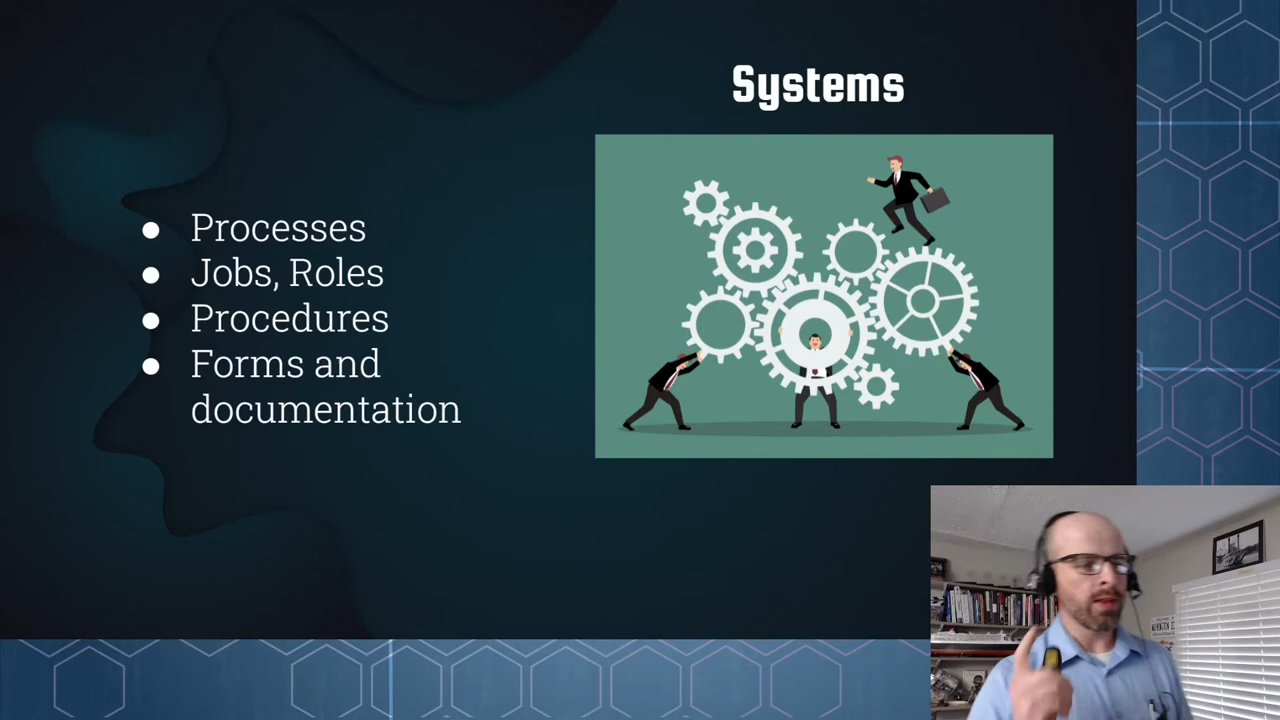 Systems
● Processes
● Jobs, Roles
● Procedures
● Forms and
documentation